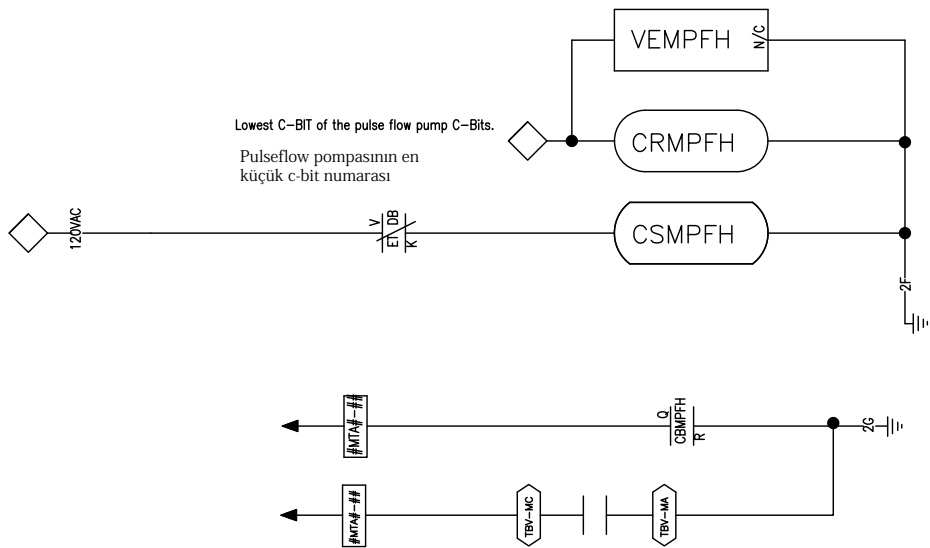 VEMPFH
N/C
Lowest C-BIT of the pulse flow pump C-Bits.
CRMPFH
Pulseflow pompasının en
küçük c-bit numarası
120VAC
V
ET DB
K
CSMPFH
2F
#MTA#-##
Q
CBMPFH
R
2G
#MTA#-##
TBV-MC
TBV-MA